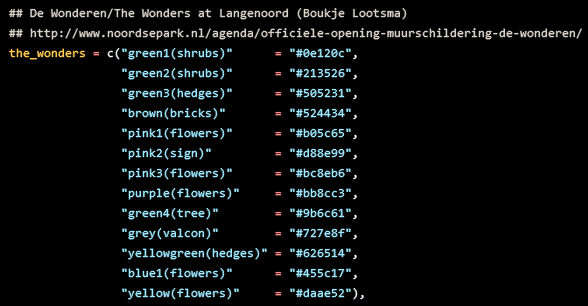 ## De Wonderen/The Wonders at Langenoord (Boukje Lootsma)
## http://www.noordsepark.nl/agenda/officiele-opening-muurschildering-de-wonderen/
the_wonders = c("green1(shrubs)" = "#0e120c",
"green2(shrubs)" = "#213526",
"green3(hedges)" = "#505231",
"brown(bricks)" = "#524434",
"pink1(flowers)" = "#b05c65",
"pink2(sign)" = "#d88e99",
"pink3(flowers)" = "#bc8eb6",
"purple(flowers)" = "#bb8cc3",
"green4(tree)" = "#9b6c61",
"grey(valcon)" = "#727e8f",
"yellowgreen(hedges)" = "#626514",
"blue1(flowers)" = "#455c17",
"yellow(flowers)" = "#daae52"),